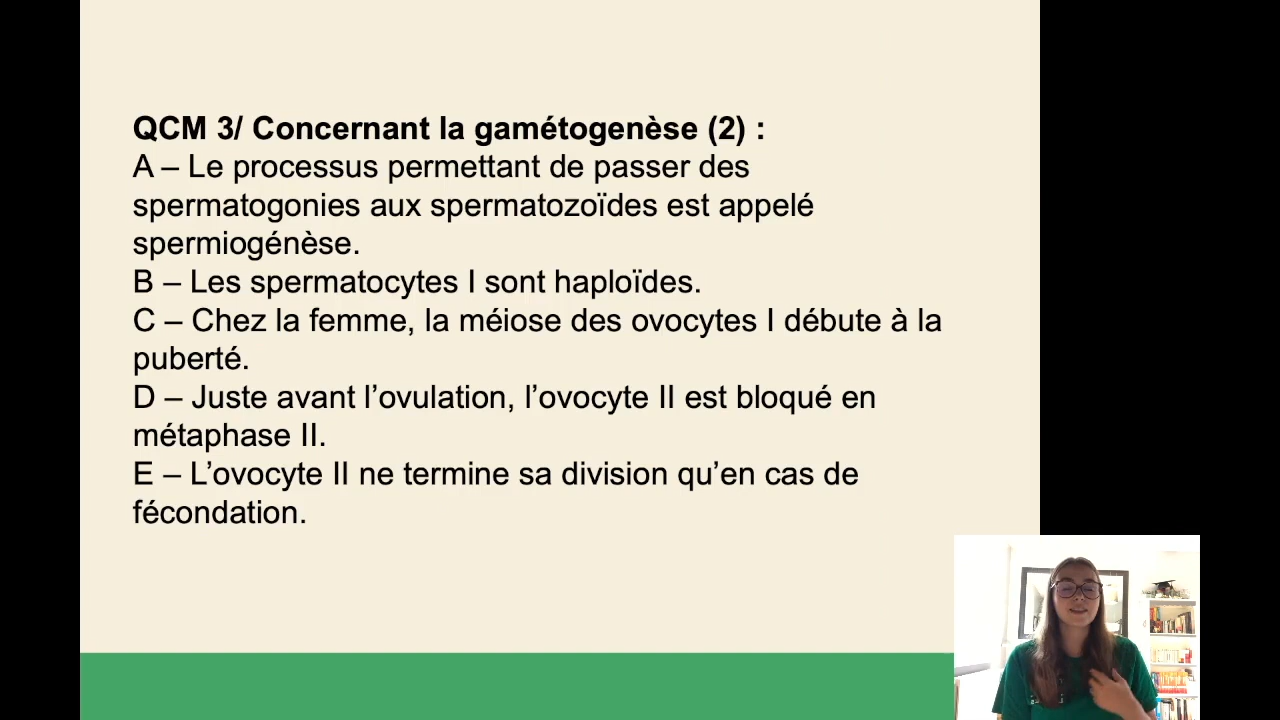 QCM 3/ Concernant la gamétogenèse (2) :
A – Le processus permettant de passer des
spermatogonies aux spermatozoïdes est appelé
spermiogénèse.
B – Les spermatocytes I sont haploïdes.
C – Chez la femme, la méiose des ovocytes I débute à la
puberté.
D – Juste avant l’ovulation, l’ovocyte II est bloqué en
métaphase II.
E – L’ovocyte II ne termine sa division qu’en cas de
fécondation.